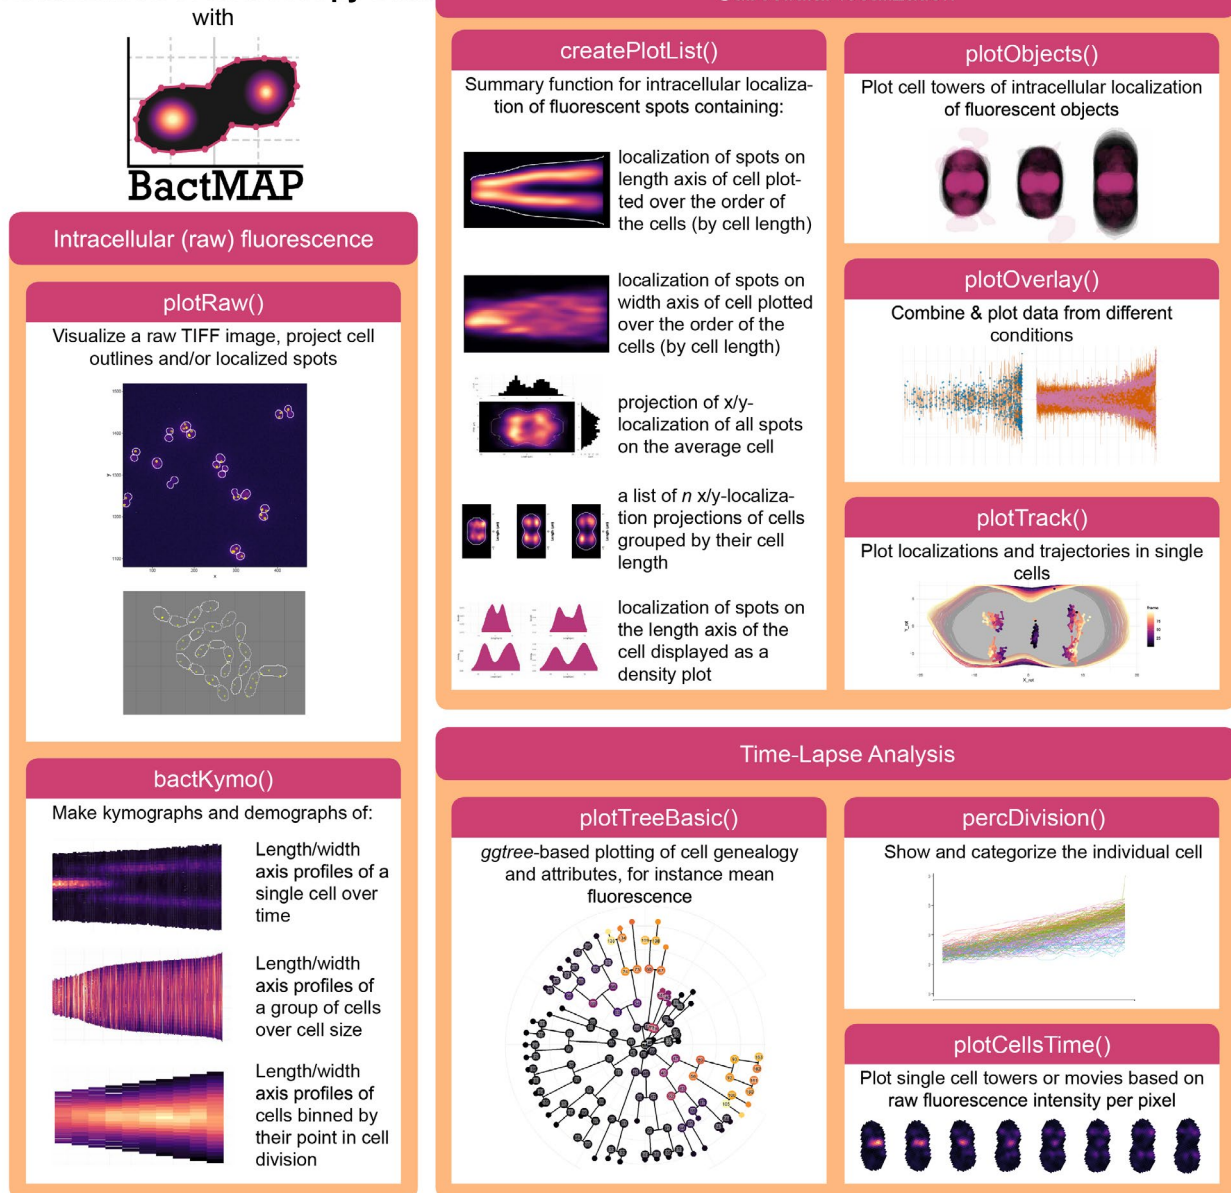 with
BactMAP
Intracellular (raw) fluorescence
plotRaw()
Visualize a raw TIFF image, project cell
outlines and/or localized spots
bactKymo()
Make kymographs and demographs of:
Length/width
axis profiles of a
single cell over
time
Length/width
axis profiles of
a group of cells
over cell size
Length/width
axis profiles of
cells binned by
their point in cell
division
createPlotList()
Summary function for intracellular localiza-
tion of fluorescent spots containing:
localization of spots on
length axis of cell plot-
ted over the order of
the cells (by cell length)
localization of spots on
width axis of cell plotted
over the order of the
cells (by cell length)
projection of x/y-
localization of all spots
on the average cell
a list of n x/y-localiza-
tion projections of cells
grouped by their cell
length
localization of spots on
the length axis of the
cell displayed as a
density plot
plotObjects()
Plot cell towers of intracellular localization
of fluorescent objects
plotOverlay()
Combine & plot data from different
conditions
plotTrack()
Plot localizations and trajectories in single
cells
Time-Lapse Analysis
plotTreeBasic()
ggtree-based plotting of cell genealogy
and attributes, for instance mean
fluorescence
percDivision()
Show and categorize the individual cell
plotCellsTime()
Plot single cell towers or movies based on
raw fluorescence intensity per pixel